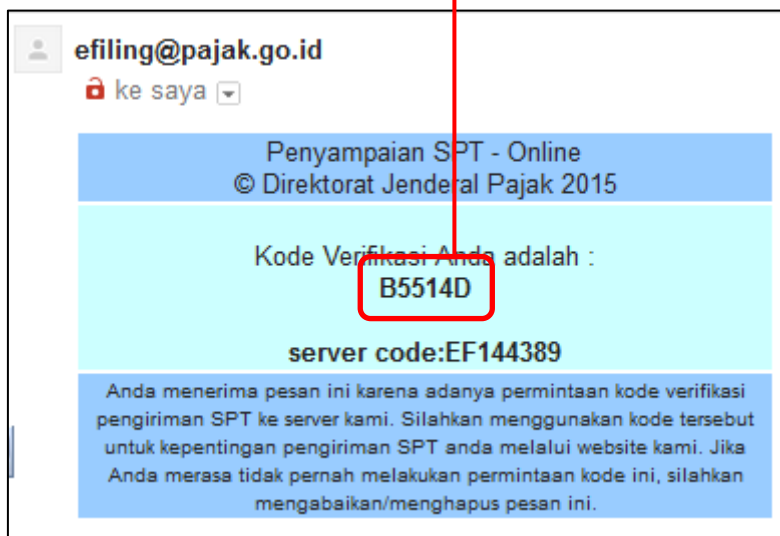 efiling@pajak.go.id
ke saya
Penyampaian SPT - Online
© Direktorat Jenderal Pajak 2015
Kode Verifikasi Anda adalah :
B5514D
server code:EF144389
Anda menerima pesan ini karena adanya permintaan kode verifikasi
pengiriman SPT ke server kami. Silahkan menggunakan kode tersebut
untuk kepentingan pengiriman SPT anda melalui website kami. Jika
Anda merasa tidak pernah melakukan permintaan kode ini, silahkan
mengabaikan/menghapus pesan ini.